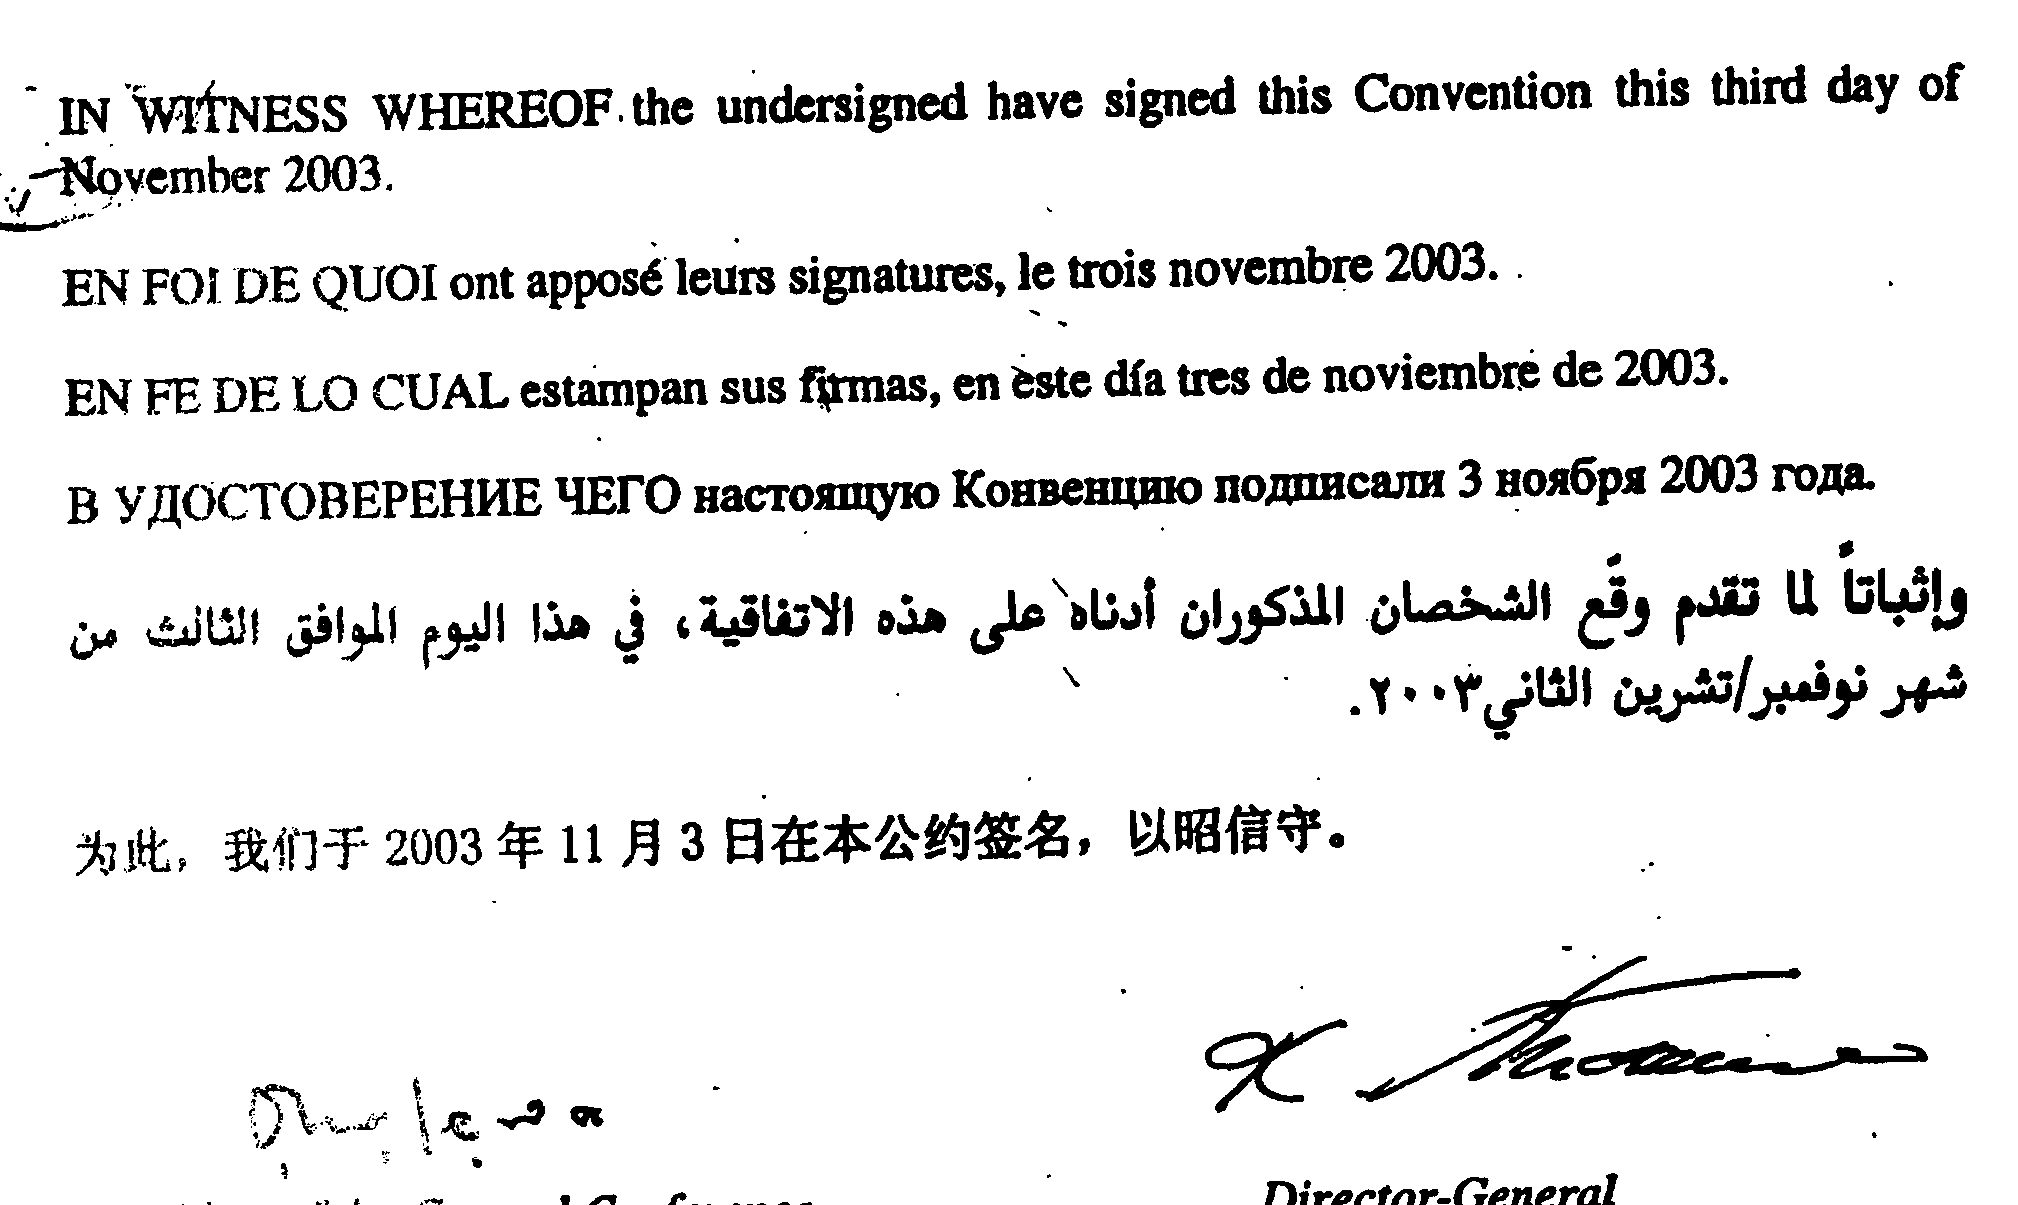 IN WITNESS WHEREOF the undersigned have signed this Convention this third day of
November 2003.
EN FOI DE QUOI ont apposé leurs signatures, le trois novembre 2003.
EN FE DE LO CUAL estampan sus firmas, en este día tres de noviembre de 2003.
В УДОСТОВЕРЕНИЕ ЧЕГО настоящую Конвенцию подписали 3 ноября 2003 года.
وإثباتاً لما تقدم وقَّع الشخصان المذكوران أدناه على هذه الاتفاقية، في هذا اليوم الموافق الثالث من
شهر نوفمبر/تشرين الثاني٢٠٠٣.
为此，我们于 2003 年 11 月 3 日在本公约签名，以昭信守。
General Conference
Director-General